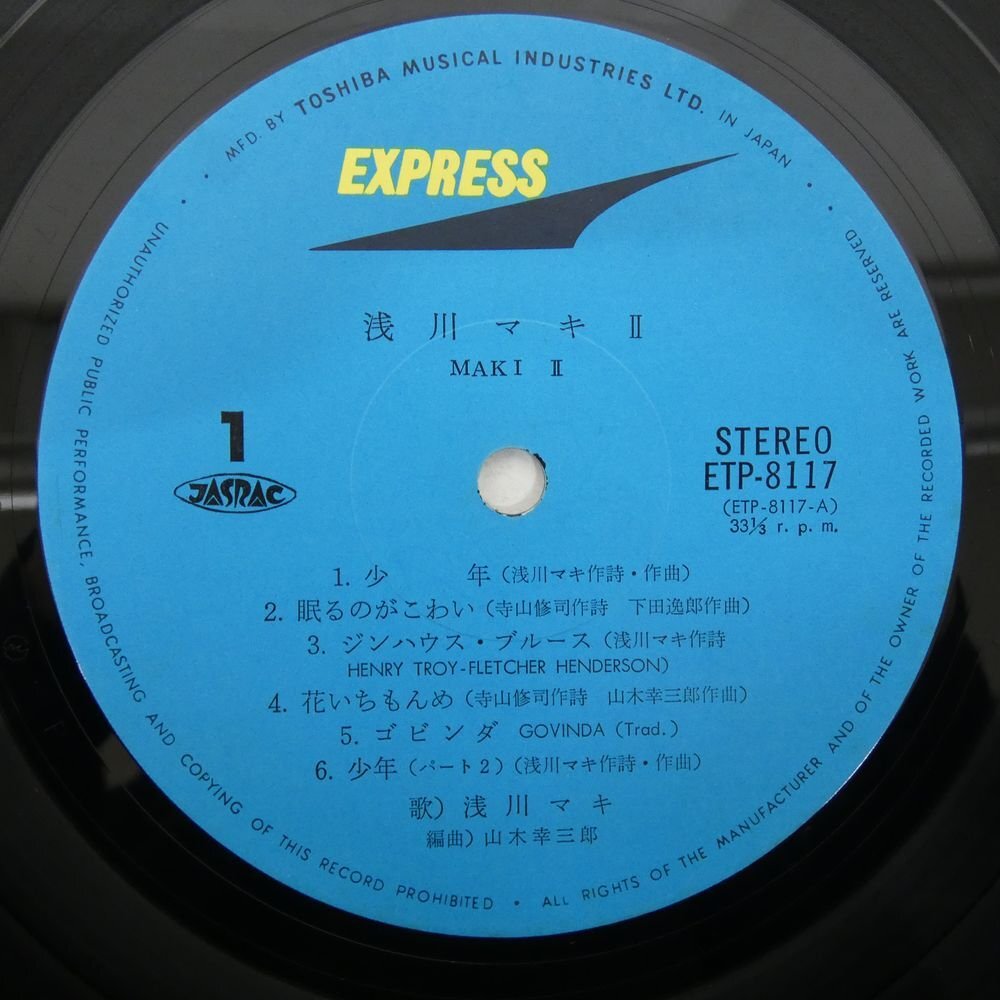 MFD. BY TOSHIBA MUSICAL INDUSTRIES LTD. IN JAPAN
EXPRESS
浅川マキ Ⅱ
MAKI Ⅱ
1
JASRAC
STEREO
ETP-8117
(ETP-8117-A)
33⅓ r. p. m.
1. 少 年 (浅川マキ作詩・作曲)
2. 眠るのがこわい (寺山修司作詩 下田逸郎作曲)
3. ジンハウス・ブルース (浅川マキ作詩
HENRY TROY-FLETCHER HENDERSON)
4. 花いちもんめ (寺山修司作詩 山木幸三郎作曲)
5. ゴビンダ GOVINDA (Trad.)
6. 少年 (パート2) (浅川マキ作詩・作曲)
歌) 浅川マキ
編曲) 山木幸三郎
UNAUTHORIZED PUBLIC PERFORMANCE, BROADCASTING AND COPYING OF THIS RECORD PROHIBITED • ALL RIGHTS OF THE MANUFACTURER AND OF THE OWNER OF THE RECORDED WORK ARE RESERVED